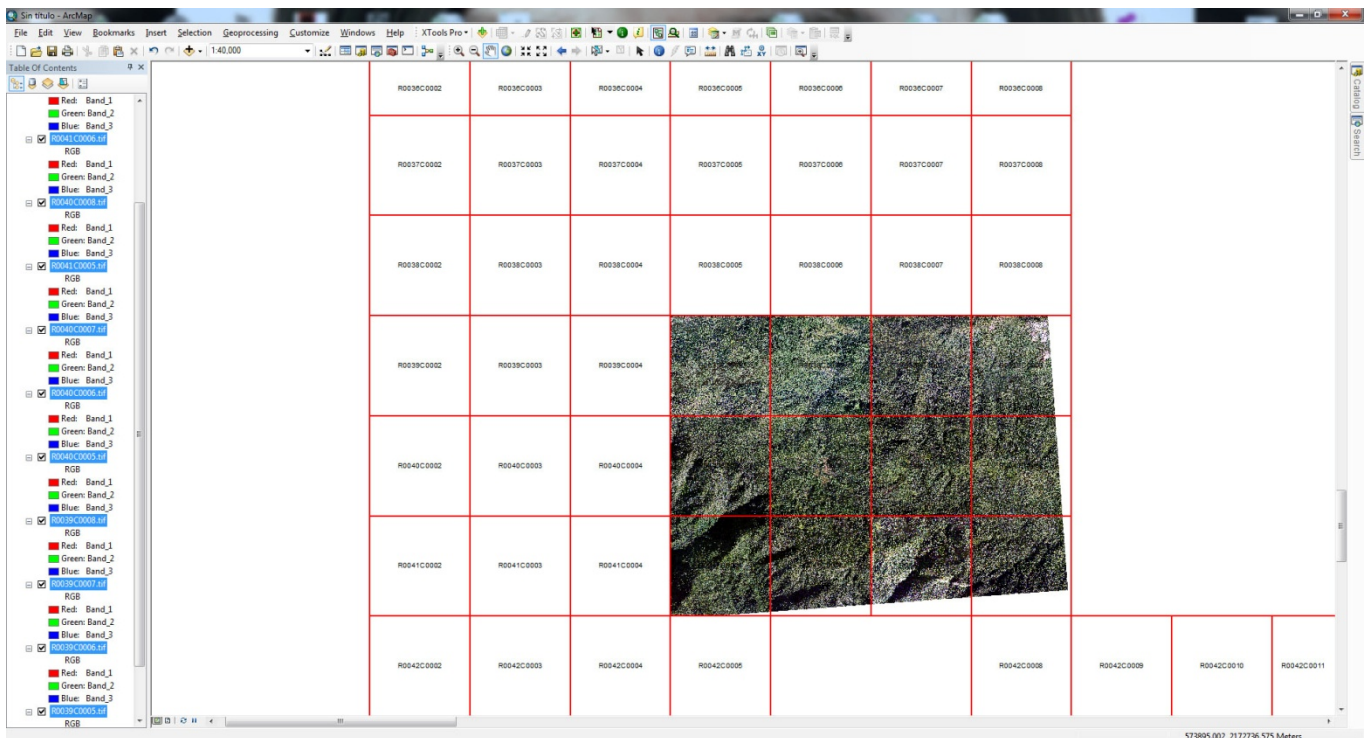 Sin título - ArcMap
File Edit View Bookmarks Insert Selection Geoprocessing Customize Windows Help XTools Pro
1:40,000
Table Of Contents
Red: Band_1
Green: Band_2
Blue: Band_3
R0041C0006.tif
RGB
Red: Band_1
Green: Band_2
Blue: Band_3
R0040C0008.tif
RGB
Red: Band_1
Green: Band_2
Blue: Band_3
R0041C0005.tif
RGB
Red: Band_1
Green: Band_2
Blue: Band_3
R0040C0007.tif
RGB
Red: Band_1
Green: Band_2
Blue: Band_3
R0040C0006.tif
RGB
Red: Band_1
Green: Band_2
Blue: Band_3
R0040C0005.tif
RGB
Red: Band_1
Green: Band_2
Blue: Band_3
R0039C0008.tif
RGB
Red: Band_1
Green: Band_2
Blue: Band_3
R0039C0007.tif
RGB
Red: Band_1
Green: Band_2
Blue: Band_3
R0039C0006.tif
RGB
Red: Band_1
Green: Band_2
Blue: Band_3
R0039C0005.tif
RGB
R0036C0002 R0036C0003 R0036C0004 R0036C0005 R0036C0006 R0036C0007 R0036C0008
R0037C0002 R0037C0003 R0037C0004 R0037C0005 R0037C0006 R0037C0007 R0037C0008
R0038C0002 R0038C0003 R0038C0004 R0038C0005 R0038C0006 R0038C0007 R0038C0008
R0039C0002 R0039C0003 R0039C0004
R0040C0002 R0040C0003 R0040C0004
R0041C0002 R0041C0003 R0041C0004
R0042C0002 R0042C0003 R0042C0004 R0042C0005 R0042C0008 R0042C0009 R0042C0010 R0042C0011
Catalog
Search
573895.002 2172736.575 Meters